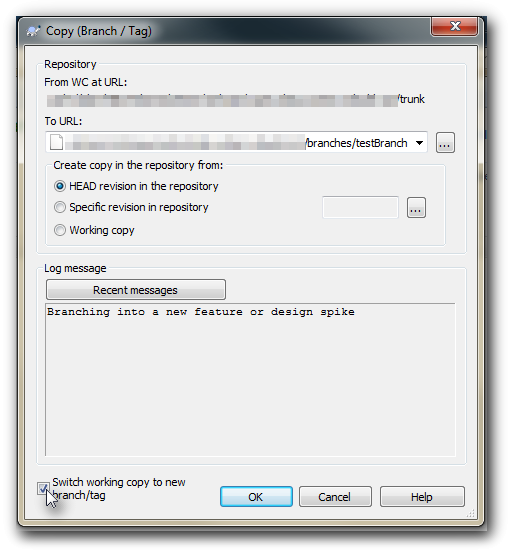 Copy (Branch / Tag)
Repository
From WC at URL:
/trunk
To URL:
/branches/testBranch
...
Create copy in the repository from:
HEAD revision in the repository
Specific revision in repository
...
Working copy
Log message
Recent messages
Branching into a new feature or design spike
Switch working copy to new
branch/tag
OK
Cancel
Help